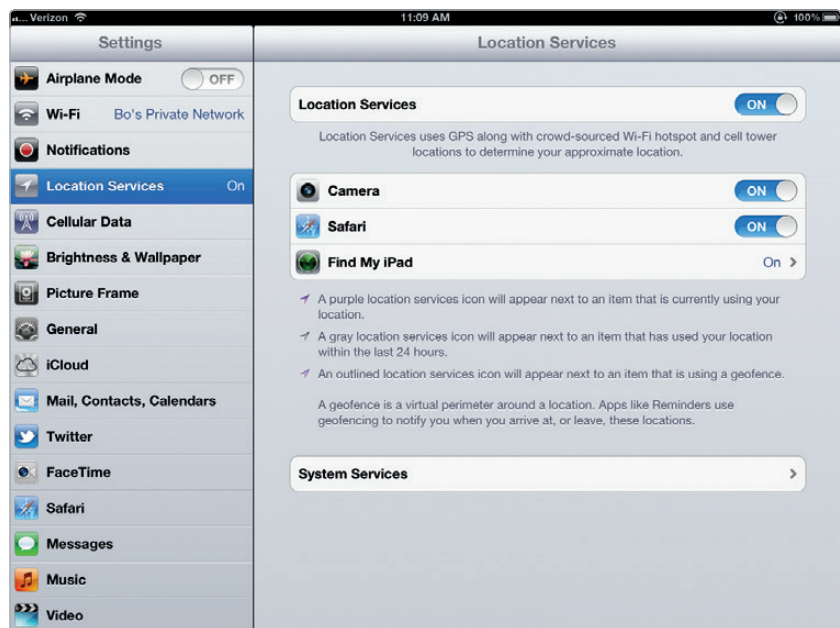 ... Verizon
11:09 AM
100%
Settings
Airplane Mode OFF
Wi-Fi Bo's Private Network
Notifications
Location Services On
Cellular Data
Brightness & Wallpaper
Picture Frame
General
iCloud
Mail, Contacts, Calendars
Twitter
FaceTime
Safari
Messages
Music
Video
Location Services
Location Services ON
Location Services uses GPS along with crowd-sourced Wi-Fi hotspot and cell tower
locations to determine your approximate location.
Camera ON
Safari ON
Find My iPad On
A purple location services icon will appear next to an item that is currently using your
location.
A gray location services icon will appear next to an item that has used your location
within the last 24 hours.
An outlined location services icon will appear next to an item that is using a geofence.
A geofence is a virtual perimeter around a location. Apps like Reminders use
geofencing to notify you when you arrive at, or leave, these locations.
System Services